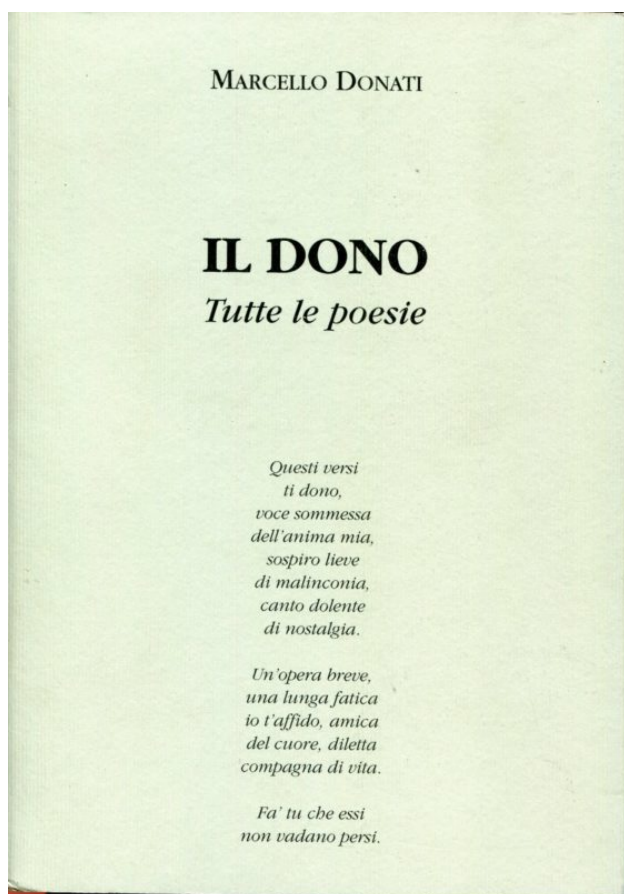 MARCELLO DONATI
IL DONO
Tutte le poesie
Questi versi
ti dono,
voce sommessa
dell'anima mia,
sospiro lieve
di malinconia,
canto dolente
di nostalgia.
Un'opera breve,
una lunga fatica
io t'affido, amica
del cuore, diletta
compagna di vita.
Fa' tu che essi
non vadano persi.